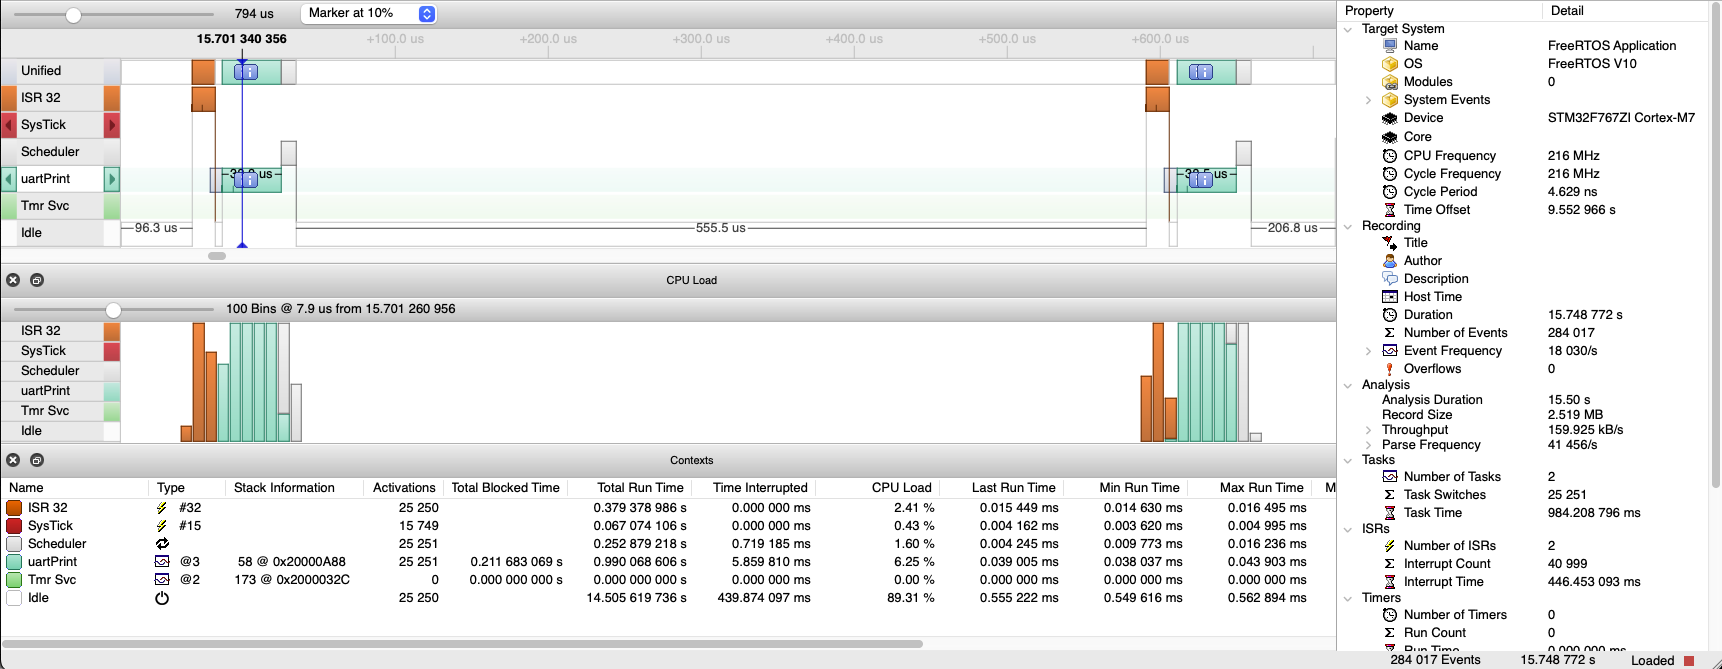 794 us Marker at 10%
15.701 340 356 +100.0 us +200.0 us +300.0 us +400.0 us +500.0 us +600.0 us
Unified
ISR 32
SysTick
Scheduler
uartPrint
Tmr Svc
Idle 96.3 us 555.5 us 206.8 us
CPU Load
100 Bins @ 7.9 us from 15.701 260 956
ISR 32
SysTick
Scheduler
uartPrint
Tmr Svc
Idle
Contexts
Name Type Stack Information Activations Total Blocked Time Total Run Time Time Interrupted CPU Load Last Run Time Min Run Time Max Run Time M
ISR 32 #32 25 250 0.379 378 986 s 0.000 000 ms 2.41 % 0.015 449 ms 0.014 630 ms 0.016 495 ms
SysTick #15 15 749 0.067 074 106 s 0.000 000 ms 0.43 % 0.004 162 ms 0.003 620 ms 0.004 995 ms
Scheduler 25 251 0.252 879 218 s 0.719 185 ms 1.60 % 0.004 245 ms 0.009 773 ms 0.016 236 ms
uartPrint @3 58 @ 0x20000A88 25 251 0.211 683 069 s 0.990 068 606 s 5.859 810 ms 6.25 % 0.039 005 ms 0.038 037 ms 0.043 903 ms
Tmr Svc @2 173 @ 0x2000032C 0 0.000 000 000 s 0.000 000 000 s 0.000 000 ms 0.00 % 0.000 000 ms 0.000 000 ms 0.000 000 ms
Idle 25 250 14.505 619 736 s 439.874 097 ms 89.31 % 0.555 222 ms 0.549 616 ms 0.562 894 ms
Property Detail
Target System
Name FreeRTOS Application
OS FreeRTOS V10
Modules 0
System Events
Device STM32F767ZI Cortex-M7
Core
CPU Frequency 216 MHz
Cycle Frequency 216 MHz
Cycle Period 4.629 ns
Time Offset 9.552 966 s
Recording
Title
Author
Description
Host Time
Duration 15.748 772 s
Number of Events 284 017
Event Frequency 18 030/s
Overflows 0
Analysis
Analysis Duration 15.50 s
Record Size 2.519 MB
Throughput 159.925 kB/s
Parse Frequency 41 456/s
Tasks
Number of Tasks 2
Task Switches 25 251
Task Time 984.208 796 ms
ISRs
Number of ISRs 2
Interrupt Count 40 999
Interrupt Time 446.453 093 ms
Timers
Number of Timers 0
Run Count 0
Run Time 0.000 000 ms
284 017 Events 15.748 772 s Loaded